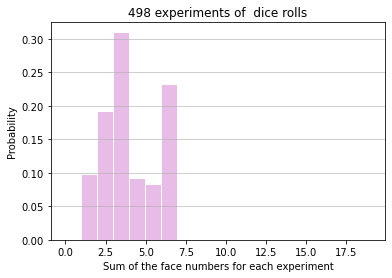 498 experiments of  dice rolls
Probability
0.30
0.25
0.20
0.15
0.10
0.05
0.00
0.0 2.5 5.0 7.5 10.0 12.5 15.0 17.5
Sum of the face numbers for each experiment